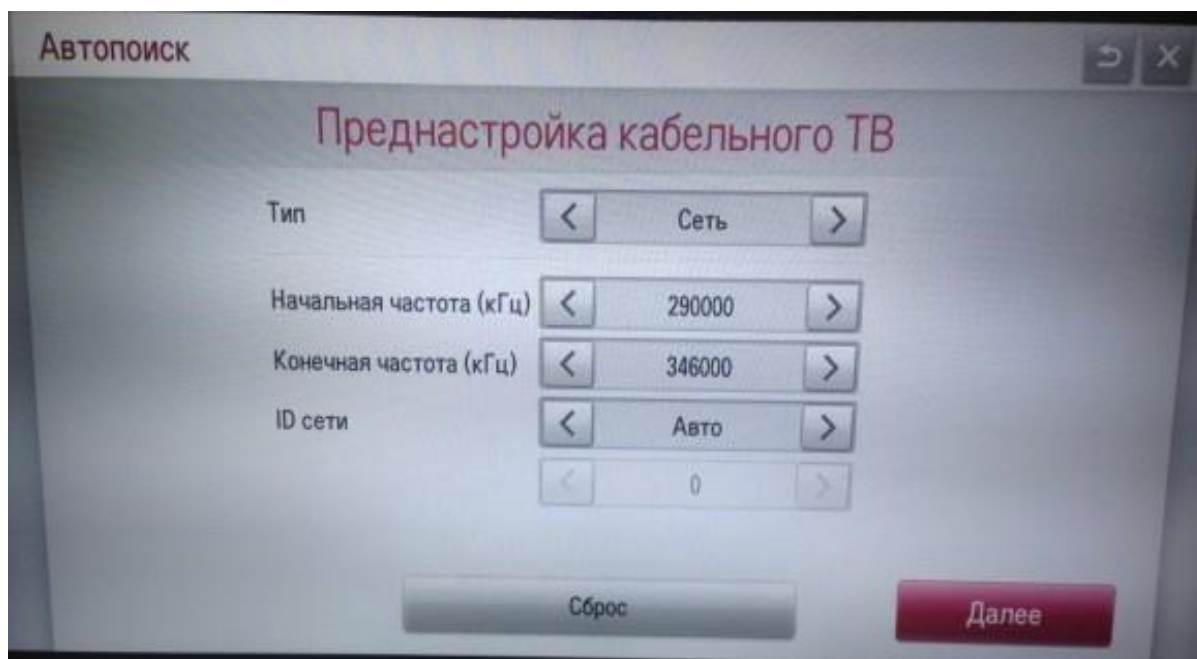 Автопоиск
Преднастройка кабельного ТВ
Тип
Сеть
Начальная частота (кГц)
290000
Конечная частота (кГц)
346000
ID сети
Авто
0
Сброс
Далее